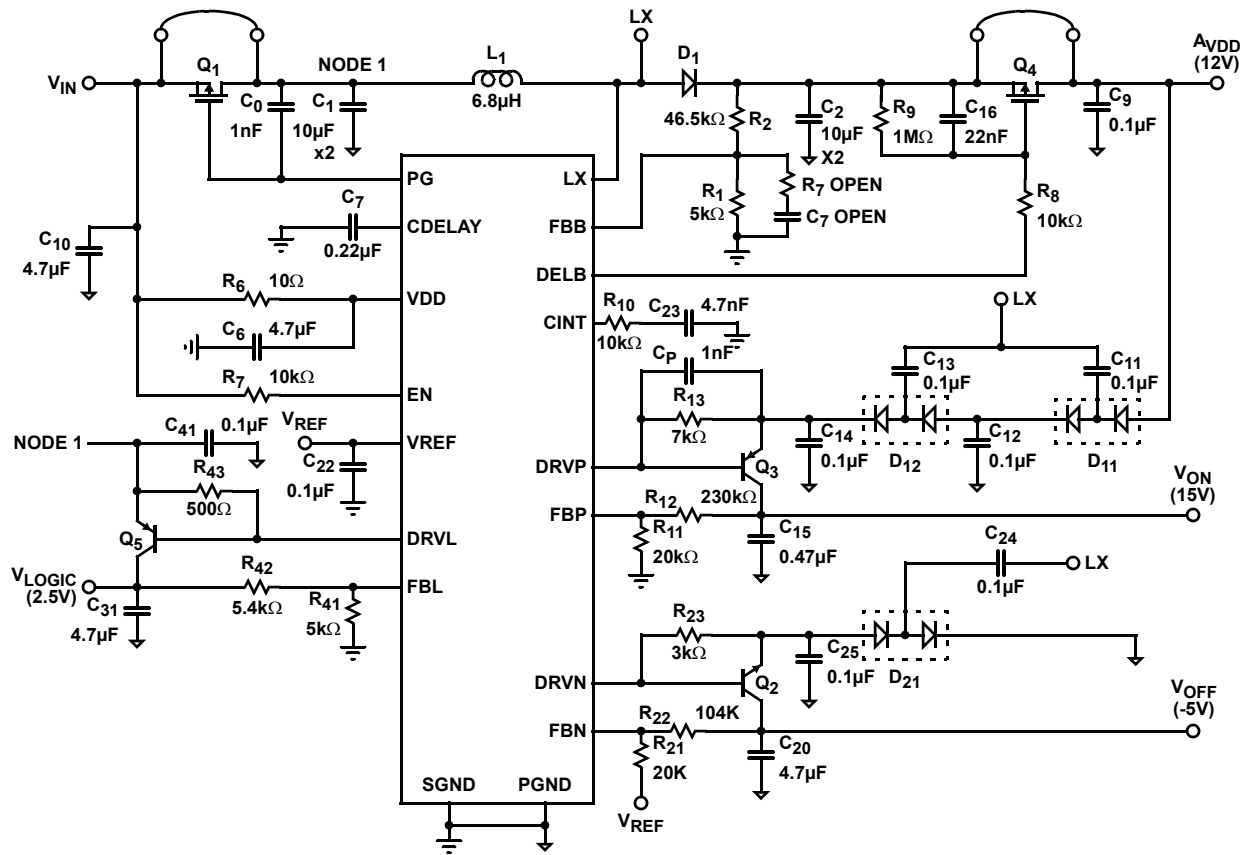 LX
VIN
Q1
NODE 1
L1
6.8µH
D1
Q4
AVDD
(12V)
C0
1nF
C1
10µF
x2
46.5kΩ
R2
C2
10µF
X2
R9
1MΩ
C16
22nF
C9
0.1µF
PG
LX
R1
5kΩ
R7 OPEN
C7 OPEN
R8
10kΩ
C7
0.22µF
CDELAY
FBB
C10
4.7µF
DELB
R6
10Ω
VDD
C6
4.7µF
CINT
R10
10kΩ
C23
4.7nF
LX
R7
10kΩ
EN
CP
1nF
C13
0.1µF
C11
0.1µF
R13
7kΩ
NODE 1
C41
0.1µF
VREF
VREF
C22
0.1µF
R43
500Ω
DRVP
Q3
C14
0.1µF
D12
C12
0.1µF
D11
VON
(15V)
FBP
R12
230kΩ
R11
20kΩ
C15
0.47µF
Q5
DRVL
VLOGIC
(2.5V)
R42
5.4kΩ
FBL
R41
5kΩ
C31
4.7µF
C24
0.1µF
LX
R23
3kΩ
C25
0.1µF
D21
DRVN
Q2
VOFF
(-5V)
FBN
R22
104K
R21
20K
C20
4.7µF
VREF
SGND
PGND